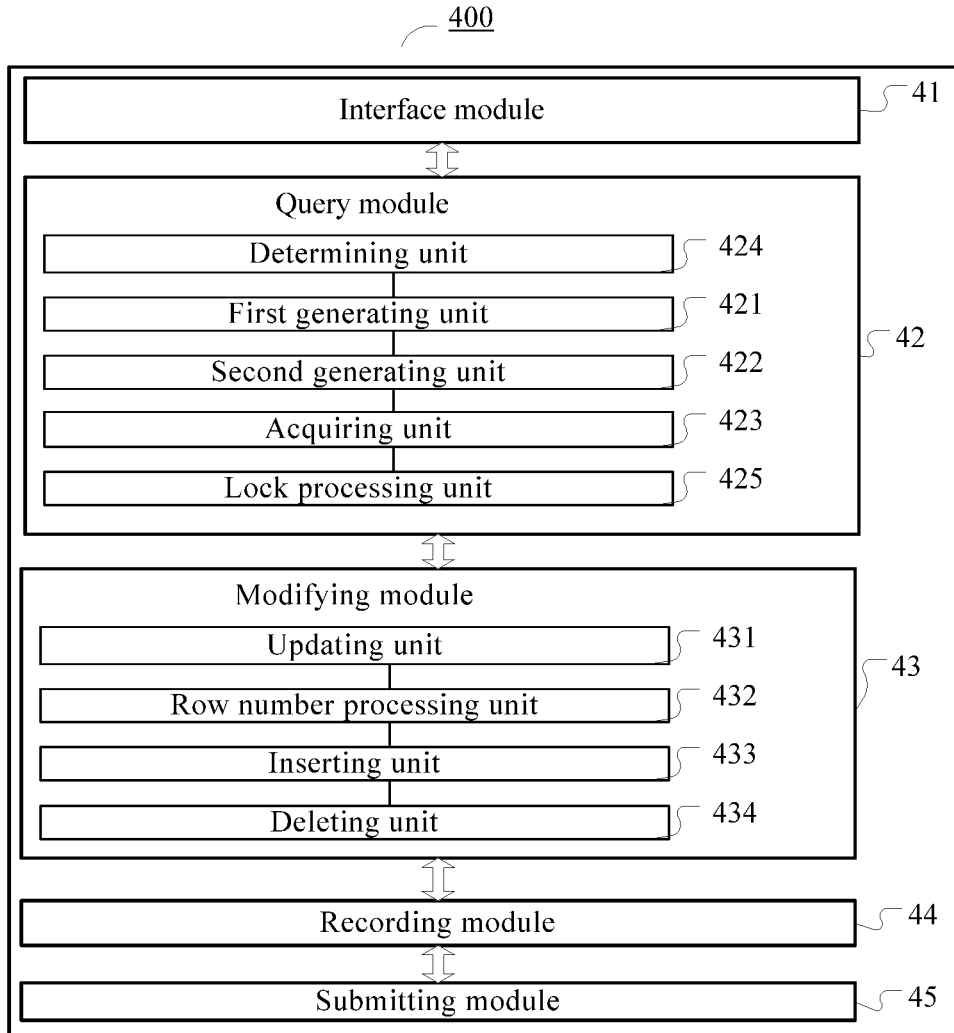 400
Interface module
41
Query module
Determining unit
424
First generating unit
421
Second generating unit
422
Acquiring unit
423
Lock processing unit
425
42
Modifying module
Updating unit
431
Row number processing unit
432
Inserting unit
433
Deleting unit
434
43
Recording module
44
Submitting module
45